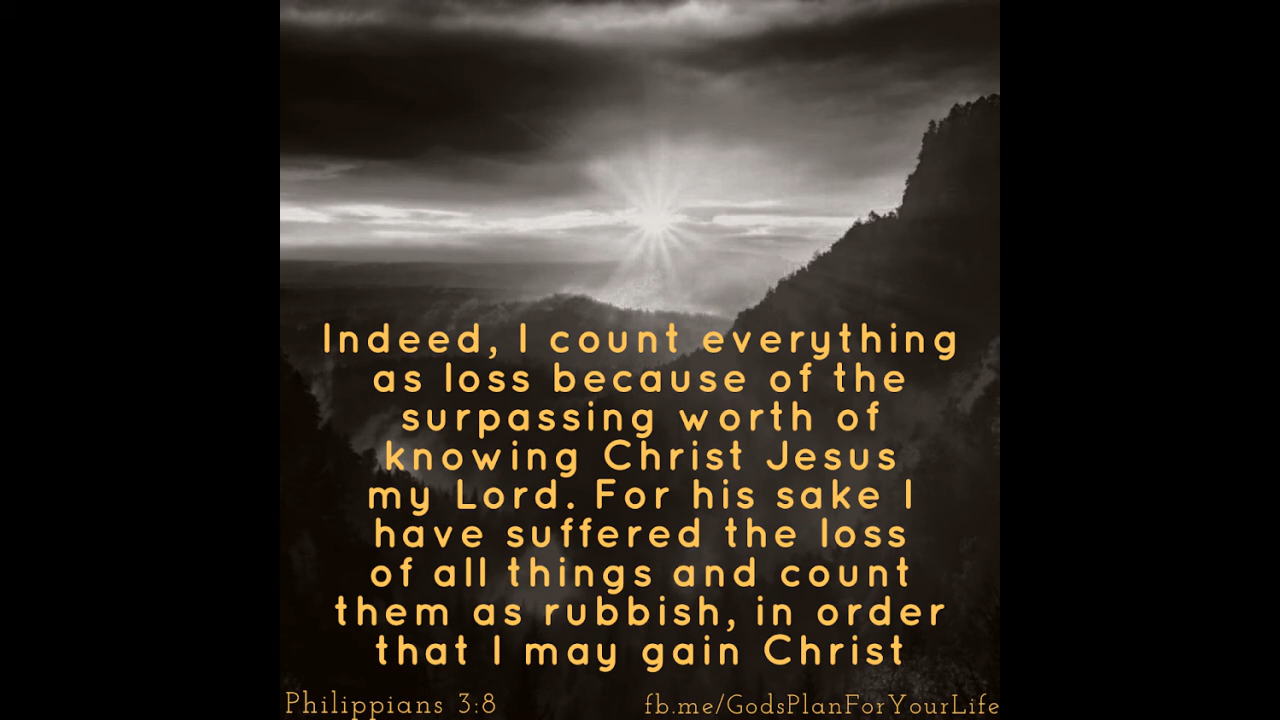 Indeed, I count everything
as loss because of the
surpassing worth of
knowing Christ Jesus
my Lord. For his sake I
have suffered the loss
of all things and count
them as rubbish, in order
that I may gain Christ
Philippians 3:8
fb.me/GodsPlanForYourLife